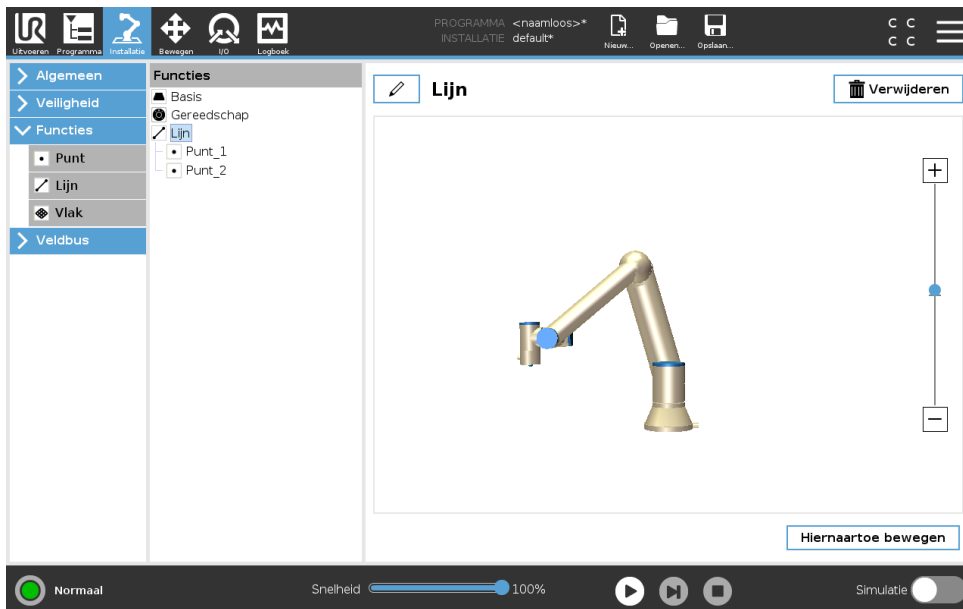 PROGRAMMA <naamloos>*
INSTALLATIE default*
UR
Uitvoeren Programma Installatie Bewegen I/O Logboek
Nieuw... Openen... Opslaan...
C C
C C
Algemeen
Veiligheid
Functies
Punt
Lijn
Vlak
Veldbus
Functies
Basis
Gereedschap
Lijn
Punt_1
Punt_2
Lijn
Verwijderen
Hiernaartoe bewegen
Normaal
Snelheid 100%
Simulatie